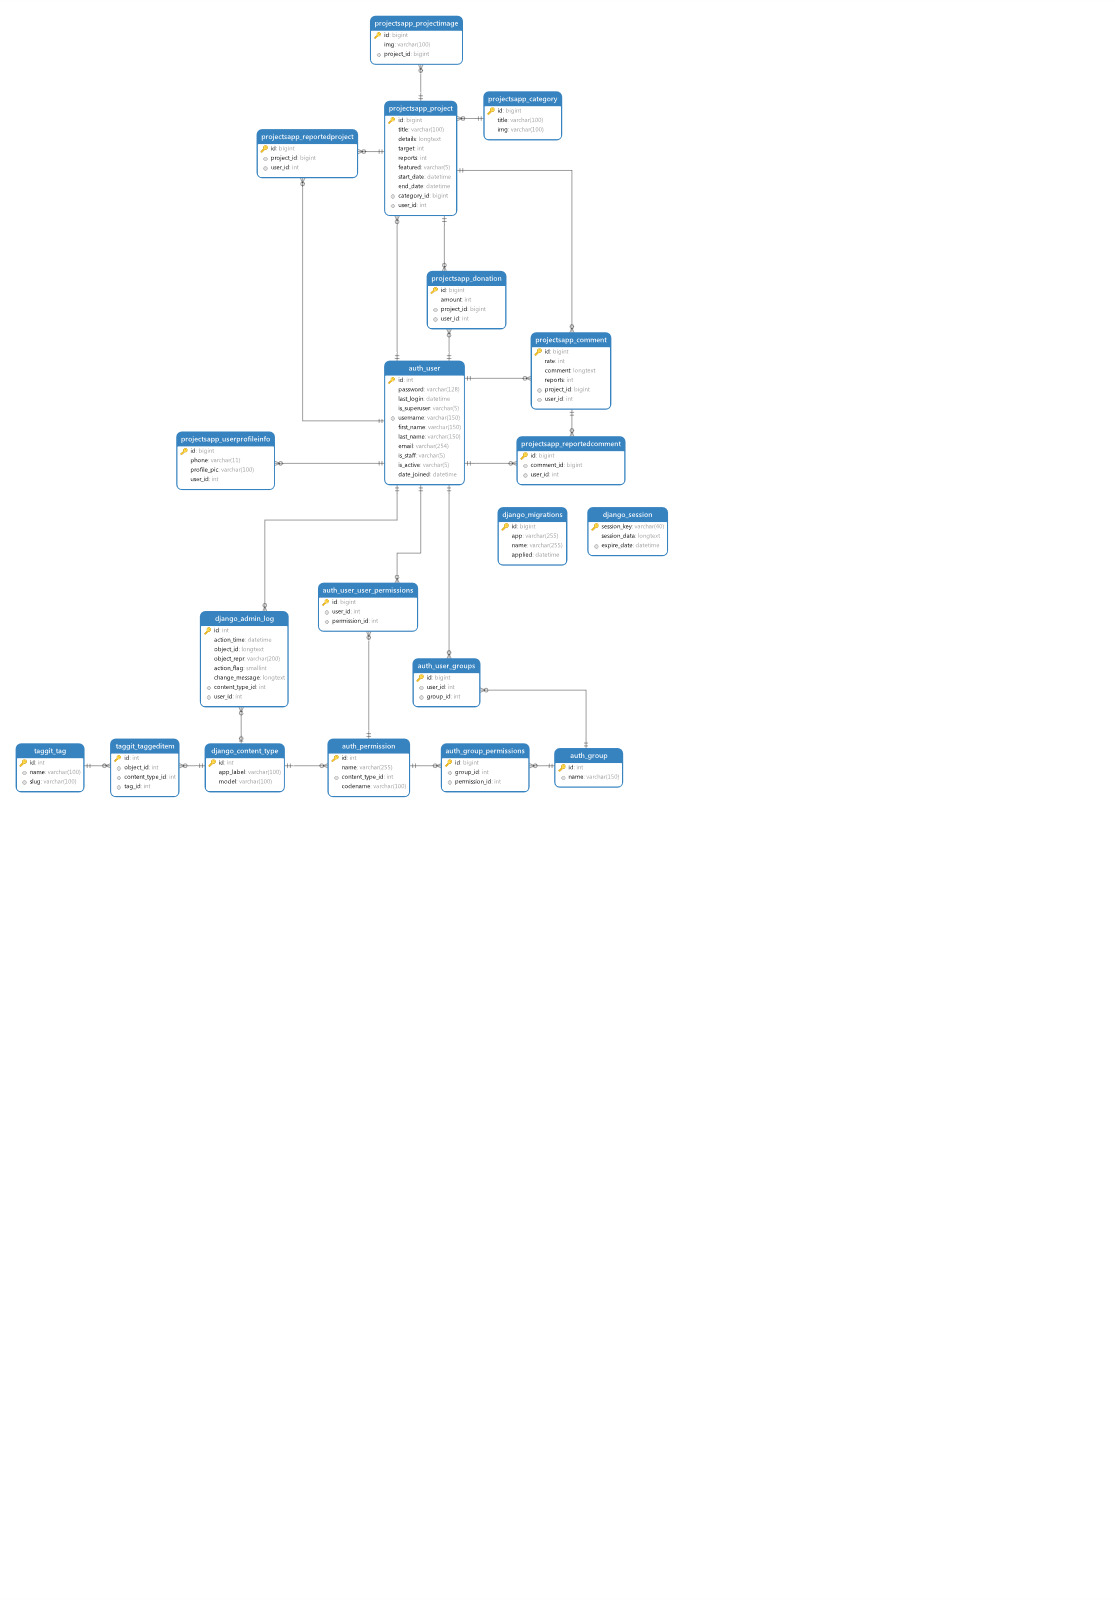 projectsapp_projectimage
id: bigint
img: varchar(100)
project_id: bigint
projectsapp_category
id: bigint
title: varchar(100)
img: varchar(100)
projectsapp_project
id: bigint
title: varchar(100)
details: longtext
target: int
reports: int
featured: varchar(5)
start_date: datetime
end_date: datetime
category_id: bigint
user_id: int
projectsapp_reportedproject
id: bigint
project_id: bigint
user_id: int
projectsapp_donation
id: bigint
amount: int
project_id: bigint
user_id: int
projectsapp_comment
id: bigint
rate: int
comment: longtext
reports: int
project_id: bigint
user_id: int
auth_user
id: int
password: varchar(128)
last_login: datetime
is_superuser: varchar(5)
username: varchar(150)
first_name: varchar(150)
last_name: varchar(150)
email: varchar(254)
is_staff: varchar(5)
is_active: varchar(5)
date_joined: datetime
projectsapp_userprofileinfo
id: bigint
phone: varchar(11)
profile_pic: varchar(100)
user_id: int
projectsapp_reportedcomment
id: bigint
comment_id: bigint
user_id: int
django_migrations
id: bigint
app: varchar(255)
name: varchar(255)
applied: datetime
django_session
session_key: varchar(40)
session_data: longtext
expire_date: datetime
auth_user_user_permissions
id: bigint
user_id: int
permission_id: int
django_admin_log
id: int
action_time: datetime
object_id: longtext
object_repr: varchar(200)
action_flag: smallint
change_message: longtext
content_type_id: int
user_id: int
auth_user_groups
id: bigint
user_id: int
group_id: int
taggit_tag
id: int
name: varchar(100)
slug: varchar(100)
taggit_taggeditem
id: int
object_id: int
content_type_id: int
tag_id: int
django_content_type
id: int
app_label: varchar(100)
model: varchar(100)
auth_permission
id: int
name: varchar(255)
content_type_id: int
codename: varchar(100)
auth_group_permissions
id: bigint
group_id: int
permission_id: int
auth_group
id: int
name: varchar(150)